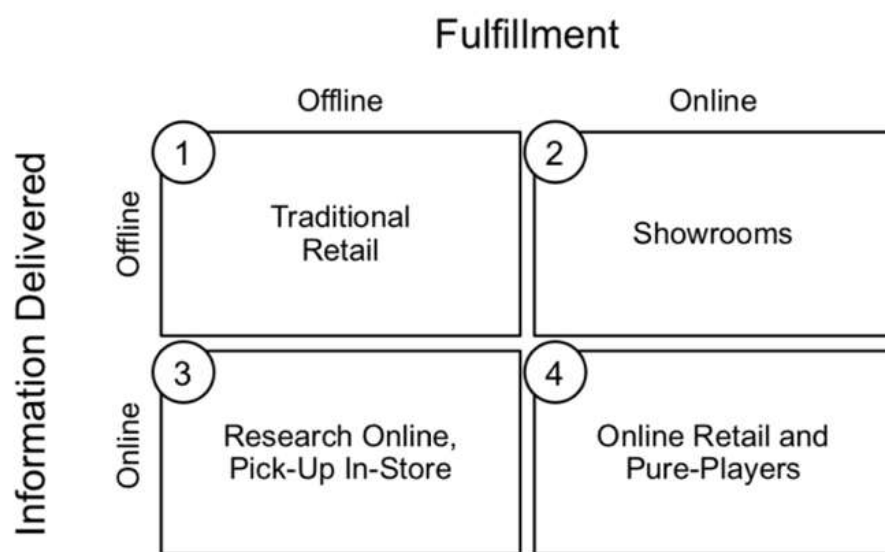 Fulfillment
Offline
Online
Information Delivered
Offline
1
Traditional
Retail
2
Showrooms
Online
3
Research Online,
Pick-Up In-Store
4
Online Retail and
Pure-Players